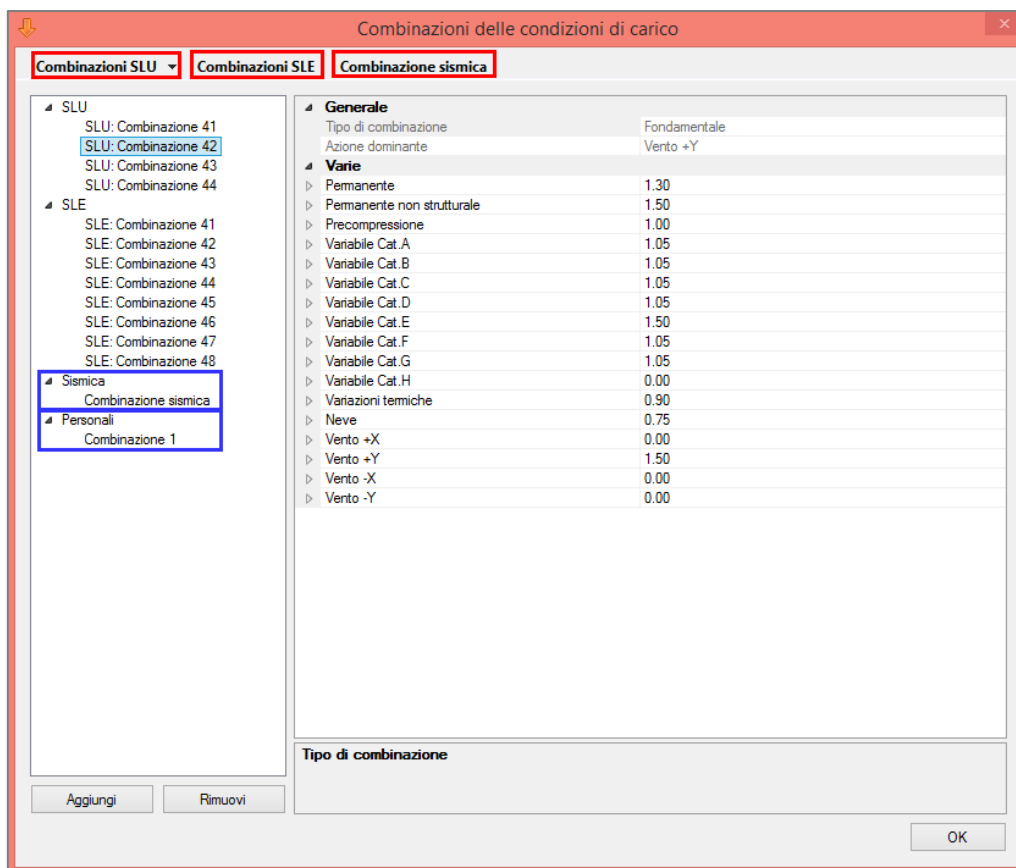 Combinazioni delle condizioni di carico
Combinazioni SLU Combinazioni SLE Combinazione sismica
SLU
SLU: Combinazione 41
SLU: Combinazione 42
SLU: Combinazione 43
SLU: Combinazione 44
SLE
SLE: Combinazione 41
SLE: Combinazione 42
SLE: Combinazione 43
SLE: Combinazione 44
SLE: Combinazione 45
SLE: Combinazione 46
SLE: Combinazione 47
SLE: Combinazione 48
Sismica
Combinazione sismica
Personali
Combinazione 1
Aggiungi Rimuovi
Generale
Tipo di combinazione Fondamentale
Azione dominante Vento +Y
Varie
Permanente 1.30
Permanente non strutturale 1.50
Precompressione 1.00
Variabile Cat.A 1.05
Variabile Cat.B 1.05
Variabile Cat.C 1.05
Variabile Cat.D 1.05
Variabile Cat.E 1.50
Variabile Cat.F 1.05
Variabile Cat.G 1.05
Variabile Cat.H 0.00
Variazioni termiche 0.90
Neve 0.75
Vento +X 0.00
Vento +Y 1.50
Vento -X 0.00
Vento -Y 0.00
Tipo di combinazione
OK